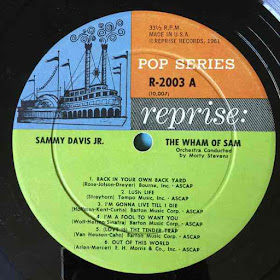 33⅓ R.P.M.
MADE IN U.S.A.
©REPRISE RECORDS, 1961
POP SERIES
R-2003 A
(10,004)
reprise:
SAMMY DAVIS JR.
THE WHAM OF SAM
Orchestra Conducted
by Morty Stevens
1. BACK IN YOUR OWN BACK YARD
(Rose-Jolson-Dreyer) Bourne, Inc. - ASCAP
2. LUSH LIFE
(Strayhorn) Tempo Music, Inc. - ASCAP
3. I'M GONNA LIVE TILL I DIE
Barton Music Corp. - ASCAP
4. I'M A FOOL TO WANT YOU
(Wolf-Herron-Sinatra) Barton Music Corp. - ASCAP
5. (LOVE IS) THE TENDER TRAP
(Van Heusen-Cahn) Barton Music Corp. - ASCAP
6. OUT OF THIS WORLD
(Arlen-Mercer) E. H. Morris & Co., Inc.
ASCAP